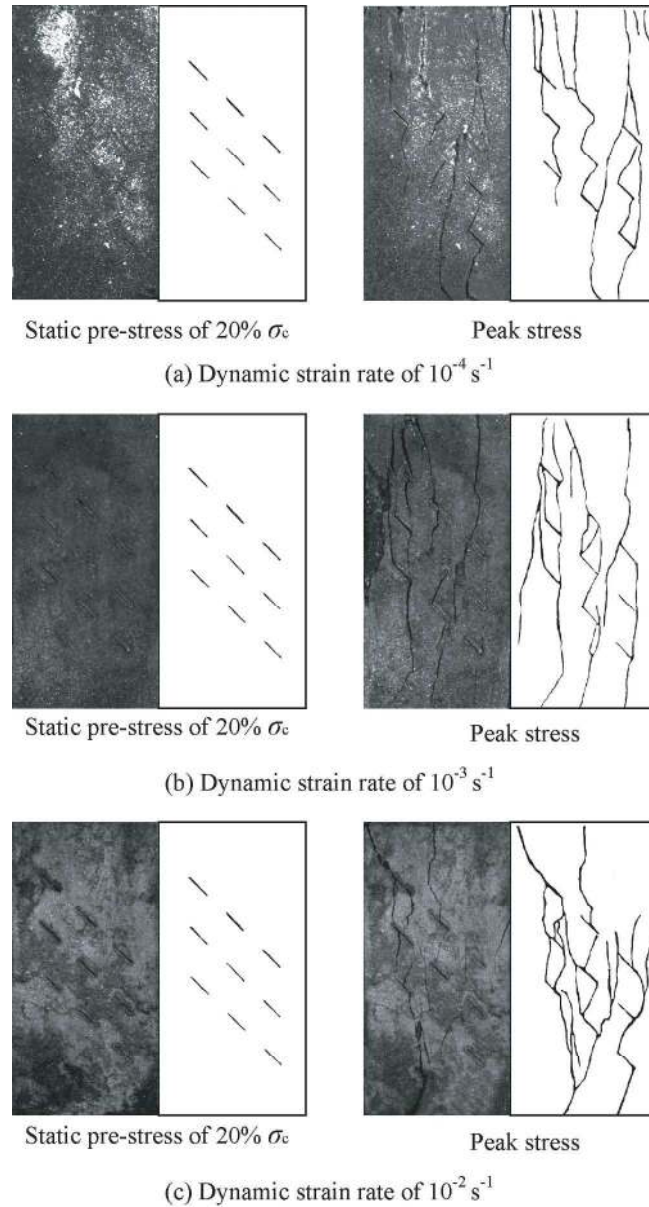 Static pre-stress of 20% σc
Peak stress
(a) Dynamic strain rate of 10⁻⁴ s⁻¹
Static pre-stress of 20% σc
Peak stress
(b) Dynamic strain rate of 10⁻³ s⁻¹
Static pre-stress of 20% σc
Peak stress
(c) Dynamic strain rate of 10⁻² s⁻¹